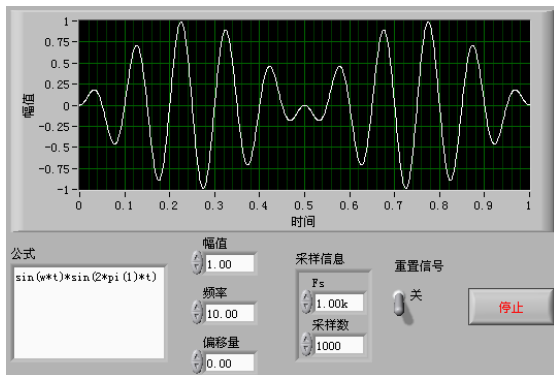 1
0.75
0.5
0.25
0
-0.25
-0.5
-0.75
-1
幅值
0 0.1 0.2 0.3 0.4 0.5 0.6 0.7 0.8 0.9 1
时间
公式
sin(w*t)*sin(2*pi(1)*t)
幅值
1.00
频率
10.00
偏移量
0.00
采样信息
Fs
1.00k
采样数
1000
重置信号
关
停止